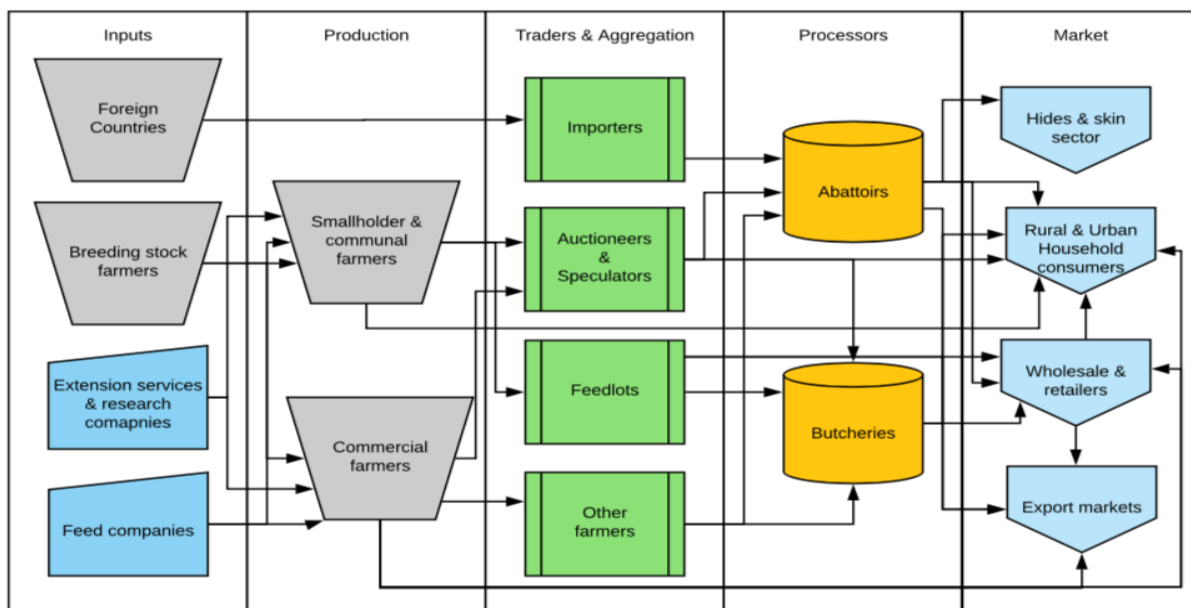 Inputs
Production
Traders & Aggregation
Processors
Market
Foreign
Countries
Breeding stock
farmers
Extension services
& research
comapnies
Feed companies
Smallholder &
communal
farmers
Commercial
farmers
Importers
Auctioneers
&
Speculators
Feedlots
Other
farmers
Abattoirs
Butcheries
Hides & skin
sector
Rural & Urban
Household
consumers
Wholesale &
retailers
Export markets